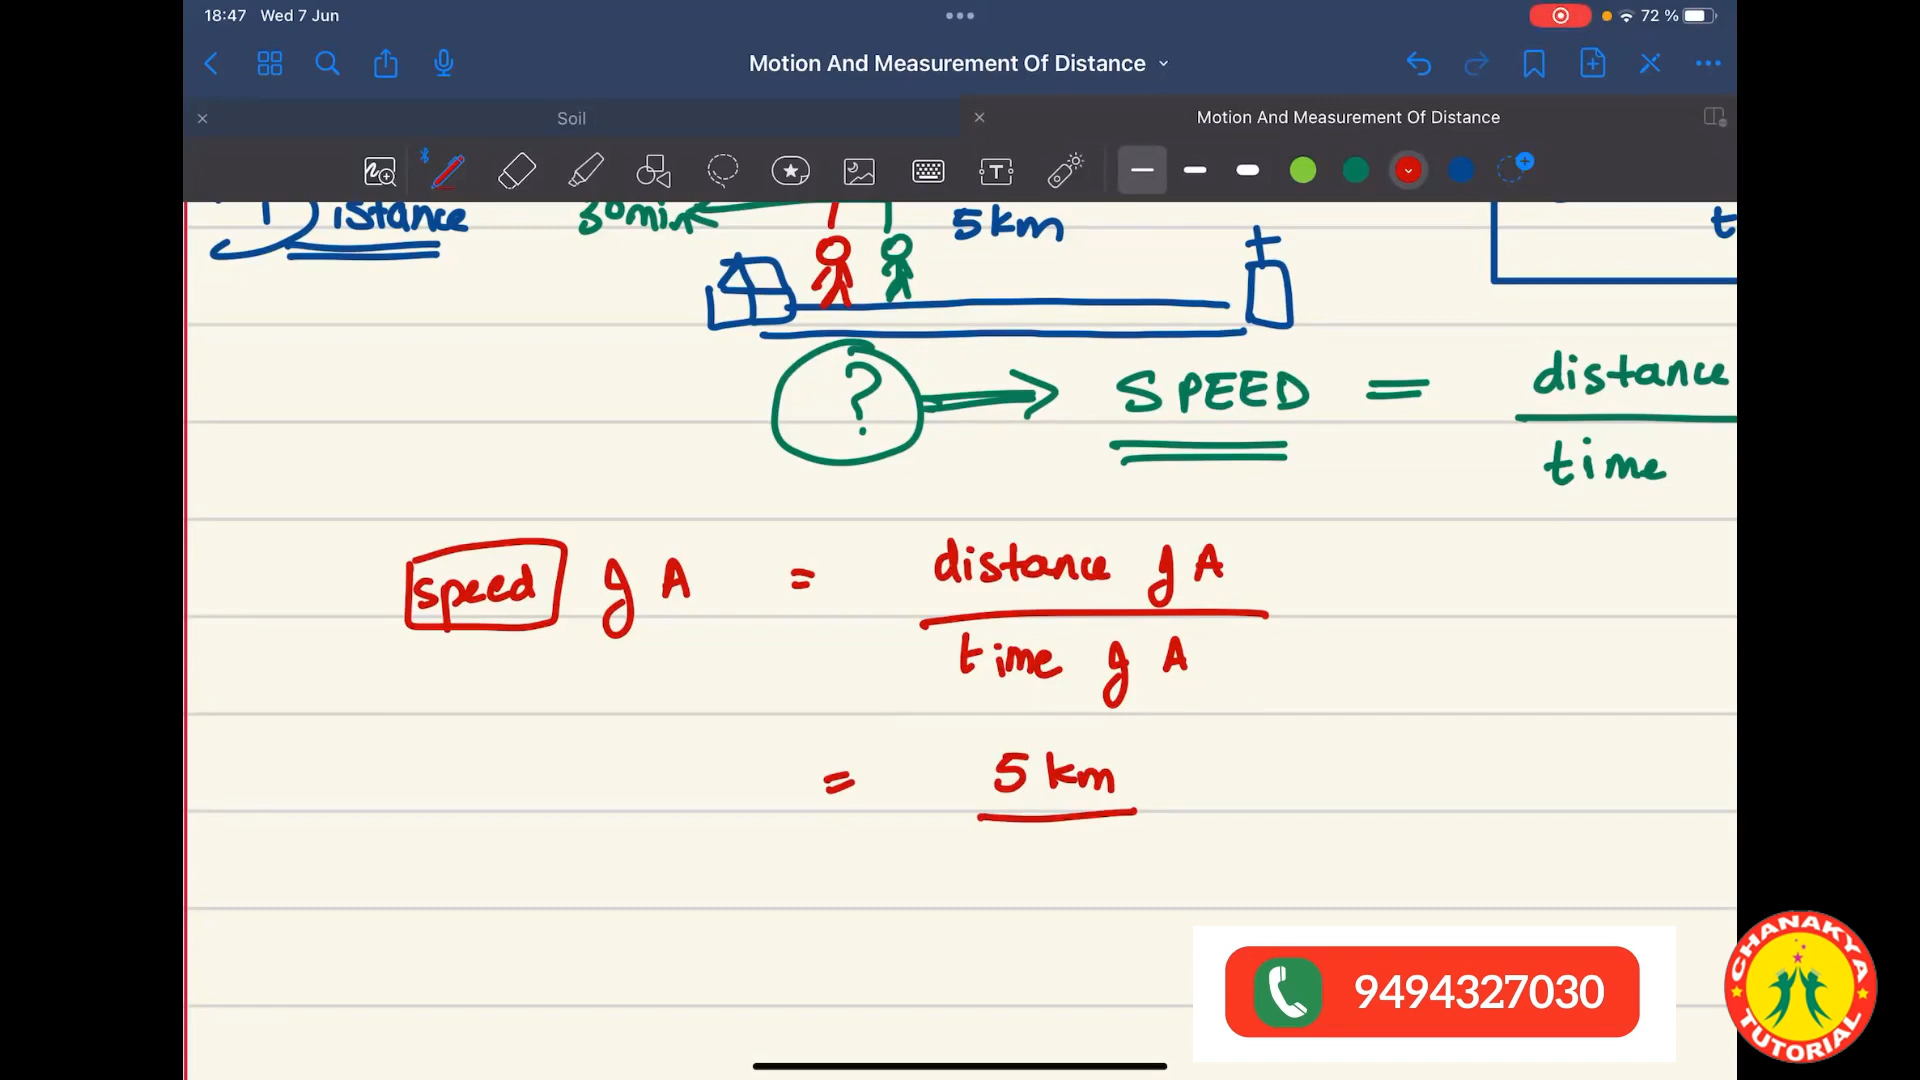 18:47 Wed 7 Jun
72 %
Motion And Measurement Of Distance
Soil
Motion And Measurement Of Distance
T
istance
30min
5km
t
?
SPEED = distance
time
speed of A = distance of A
time of A
= 5 km
9494327030
CHANAKYA
TUTORIAL